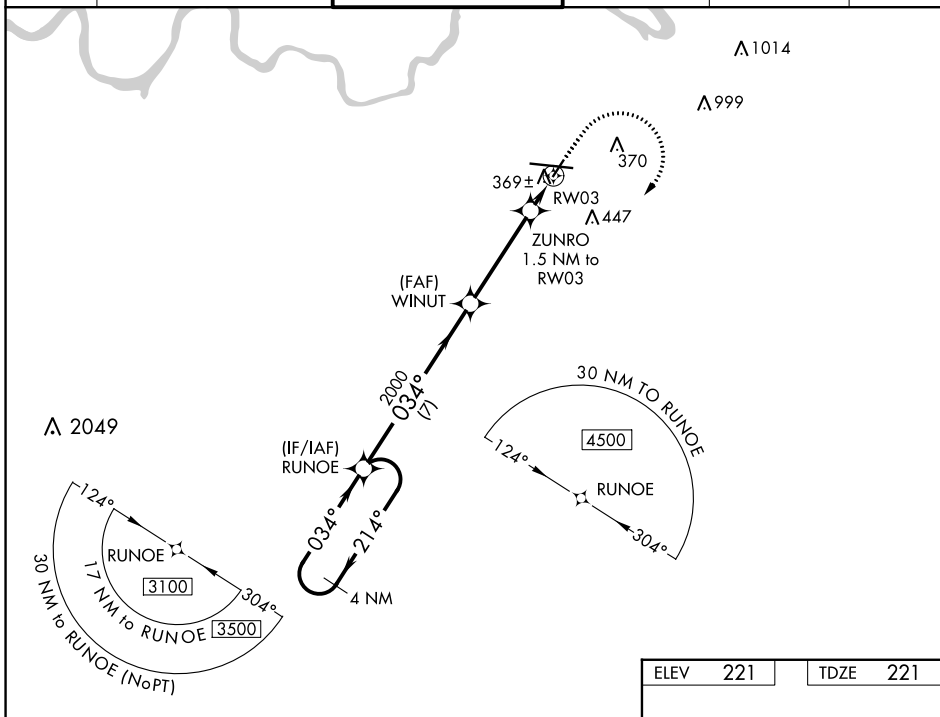 1014
999
370
369±
RW03
447
ZUNRO
1.5 NM to
RW03
(FAF)
WINUT
2000
034°
(7)
30 NM TO RUNOE
4500
124°
RUNOE
304°
2049
(IF/IAF)
RUNOE
034°
214°
4 NM
124°
RUNOE
3100
304°
17 NM to RUNOE
3500
30 NM to RUNOE (NoPT)
ELEV 221
TDZE 221